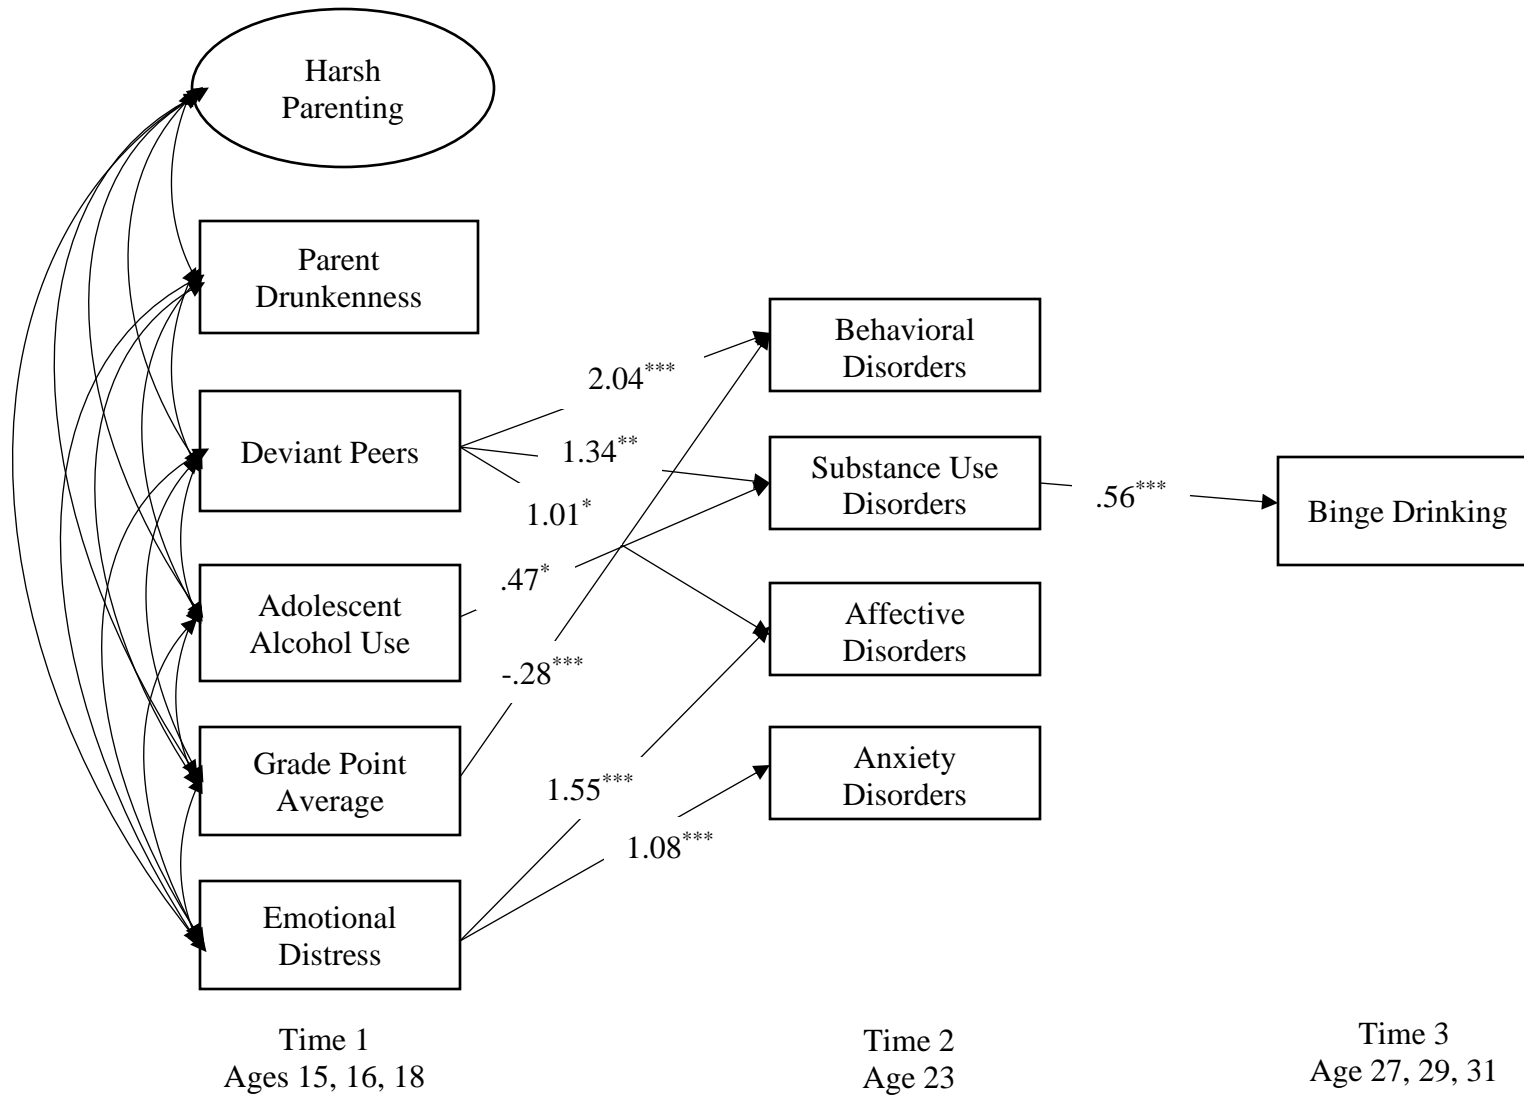 Harsh
Parenting
Parent
Drunkenness
Deviant Peers
Adolescent
Alcohol Use
Grade Point
Average
Emotional
Distress
2.04***
1.34**
1.01*
.47*
-.28***
1.55***
1.08***
Behavioral
Disorders
Substance Use
Disorders
Affective
Disorders
Anxiety
Disorders
.56***
Binge Drinking
Time 1
Ages 15, 16, 18
Time 2
Age 23
Time 3
Age 27, 29, 31